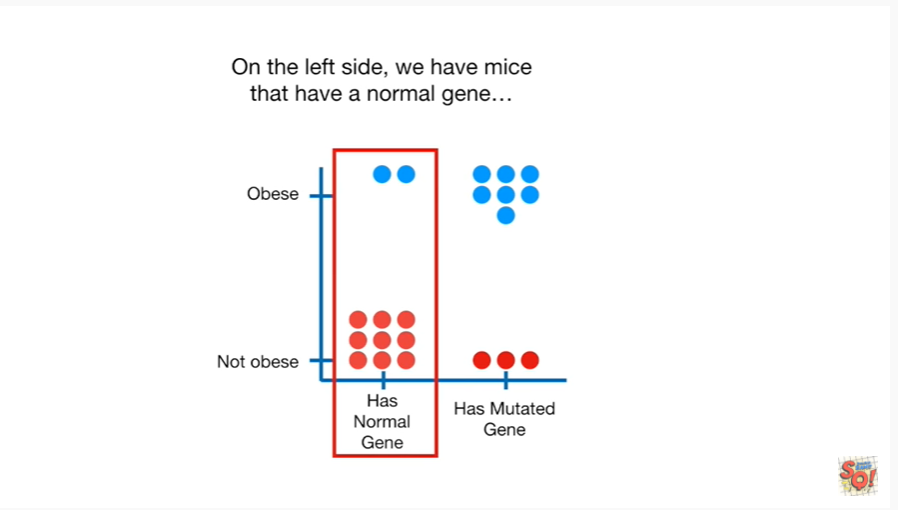 On the left side, we have mice
that have a normal gene…
Obese
Not obese
Has
Normal
Gene
Has Mutated
Gene
SQ!